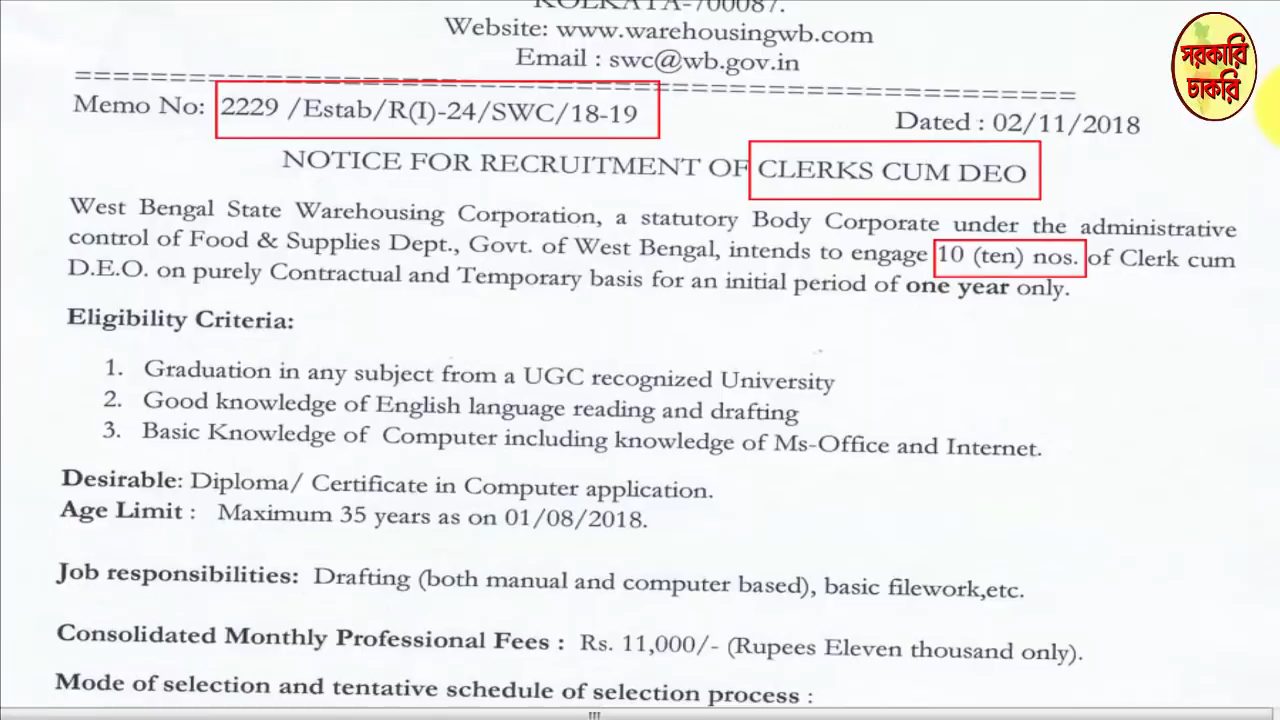 KOLKATA-700087.
Website: www.warehousingwb.com
Email : swc@wb.gov.in
সরকারি
চাকরি
Memo No: 2229 /Estab/R(I)-24/SWC/18-19
Dated : 02/11/2018
NOTICE FOR RECRUITMENT OF CLERKS CUM DEO
West Bengal State Warehousing Corporation, a statutory Body Corporate under the administrative
control of Food & Supplies Dept., Govt. of West Bengal, intends to engage 10 (ten) nos. of Clerk cum
D.E.O. on purely Contractual and Temporary basis for an initial period of one year only.
Eligibility Criteria:
1. Graduation in any subject from a UGC recognized University
2. Good knowledge of English language reading and drafting
3. Basic Knowledge of Computer including knowledge of Ms-Office and Internet.
Desirable: Diploma/ Certificate in Computer application.
Age Limit : Maximum 35 years as on 01/08/2018.
Job responsibilities: Drafting (both manual and computer based), basic filework,etc.
Consolidated Monthly Professional Fees : Rs. 11,000/- (Rupees Eleven thousand only).
Mode of selection and tentative schedule of selection process :